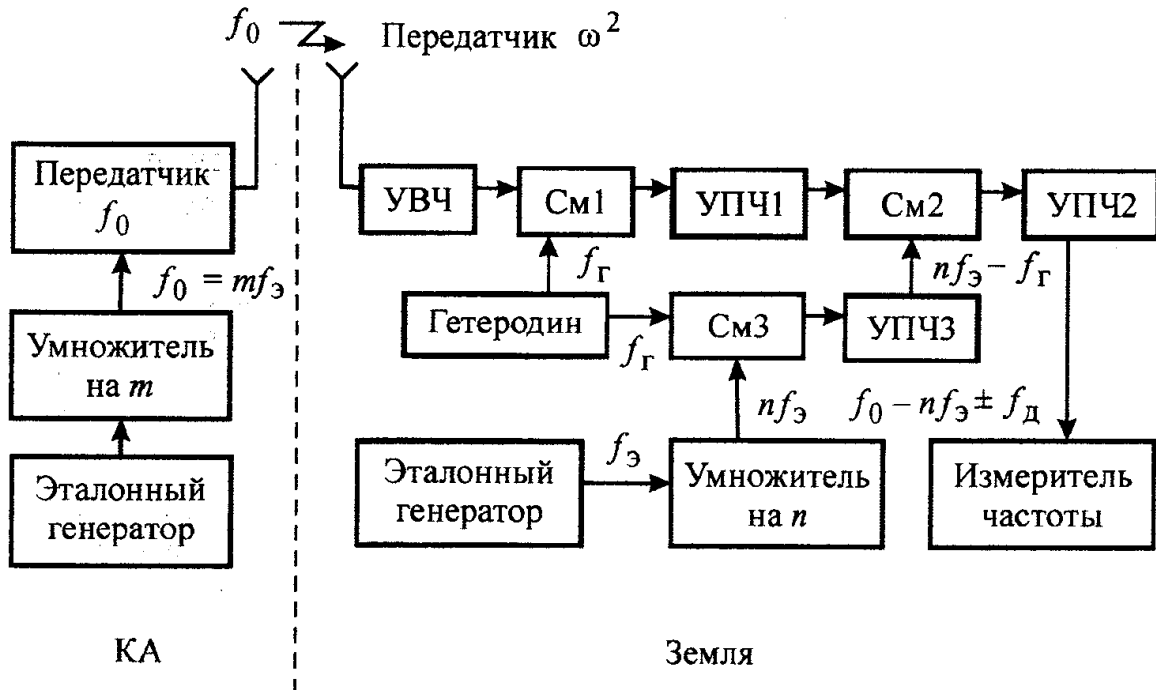 f₀ Передатчик ω²
Передатчик
f₀
f₀ = mfэ
Умножитель
на m
Эталонный
генератор
КА
УВЧ
См1
УПЧ1
См2
УПЧ2
fг
nfэ – fг
Гетеродин
fг
См3
УПЧ3
nfэ
f₀ – nfэ ± fд
Эталонный
генератор
fэ
Умножитель
на n
Измеритель
частоты
Земля